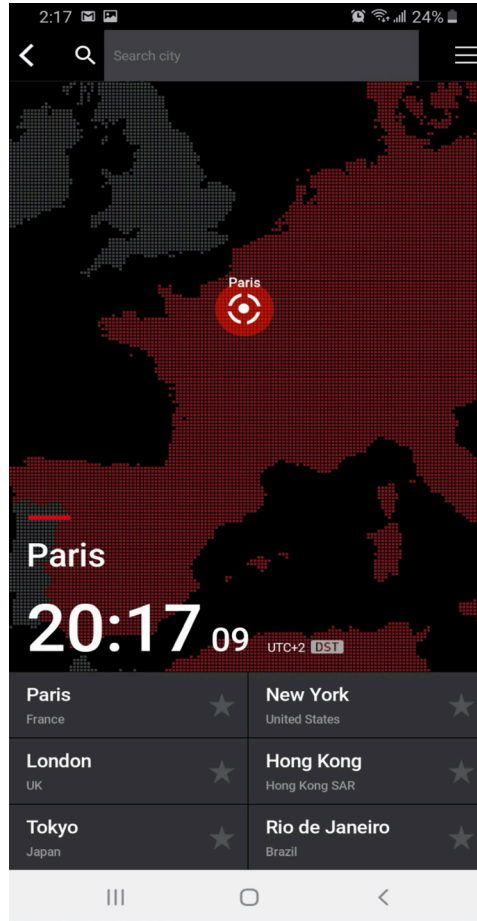 2:17
24%
Search city
Paris
Paris
20:17 09 UTC+2 DST
Paris
France
New York
United States
London
UK
Hong Kong
Hong Kong SAR
Tokyo
Japan
Rio de Janeiro
Brazil